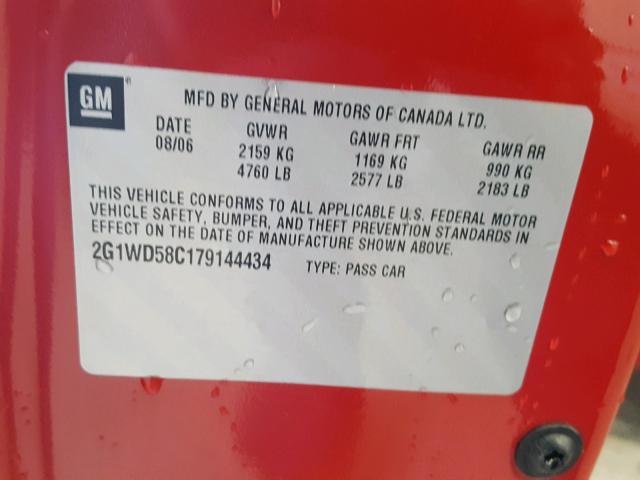 GM®
MFD BY GENERAL MOTORS OF CANADA LTD.
DATE GVWR GAWR FRT GAWR RR
08/06 2159 KG 1169 KG 990 KG
4760 LB 2577 LB 2183 LB
THIS VEHICLE CONFORMS TO ALL APPLICABLE U.S. FEDERAL MOTOR
VEHICLE SAFETY, BUMPER, AND THEFT PREVENTION STANDARDS IN
EFFECT ON THE DATE OF MANUFACTURE SHOWN ABOVE.
2G1WD58C179144434 TYPE: PASS CAR